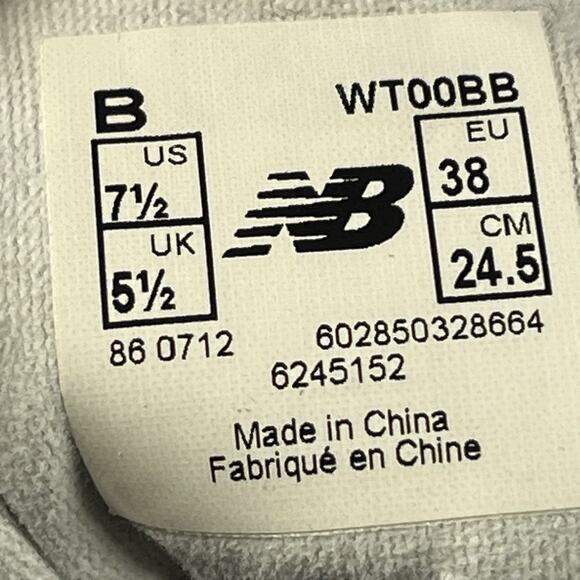 B
WT00BB
US
7½
UK
5½
NB
EU
38
CM
24.5
86 0712
602850328664
6245152
Made in China
Fabriqué en Chine